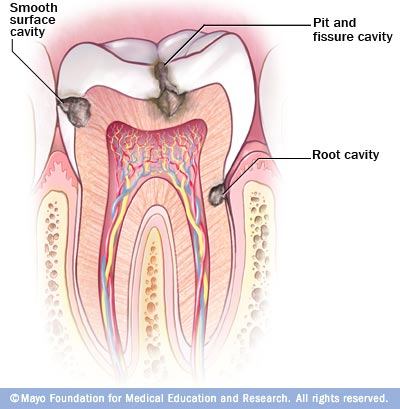 Smooth
surface
cavity
Pit and
fissure cavity
Root cavity
© Mayo Foundation for Medical Education and Research. All rights reserved.